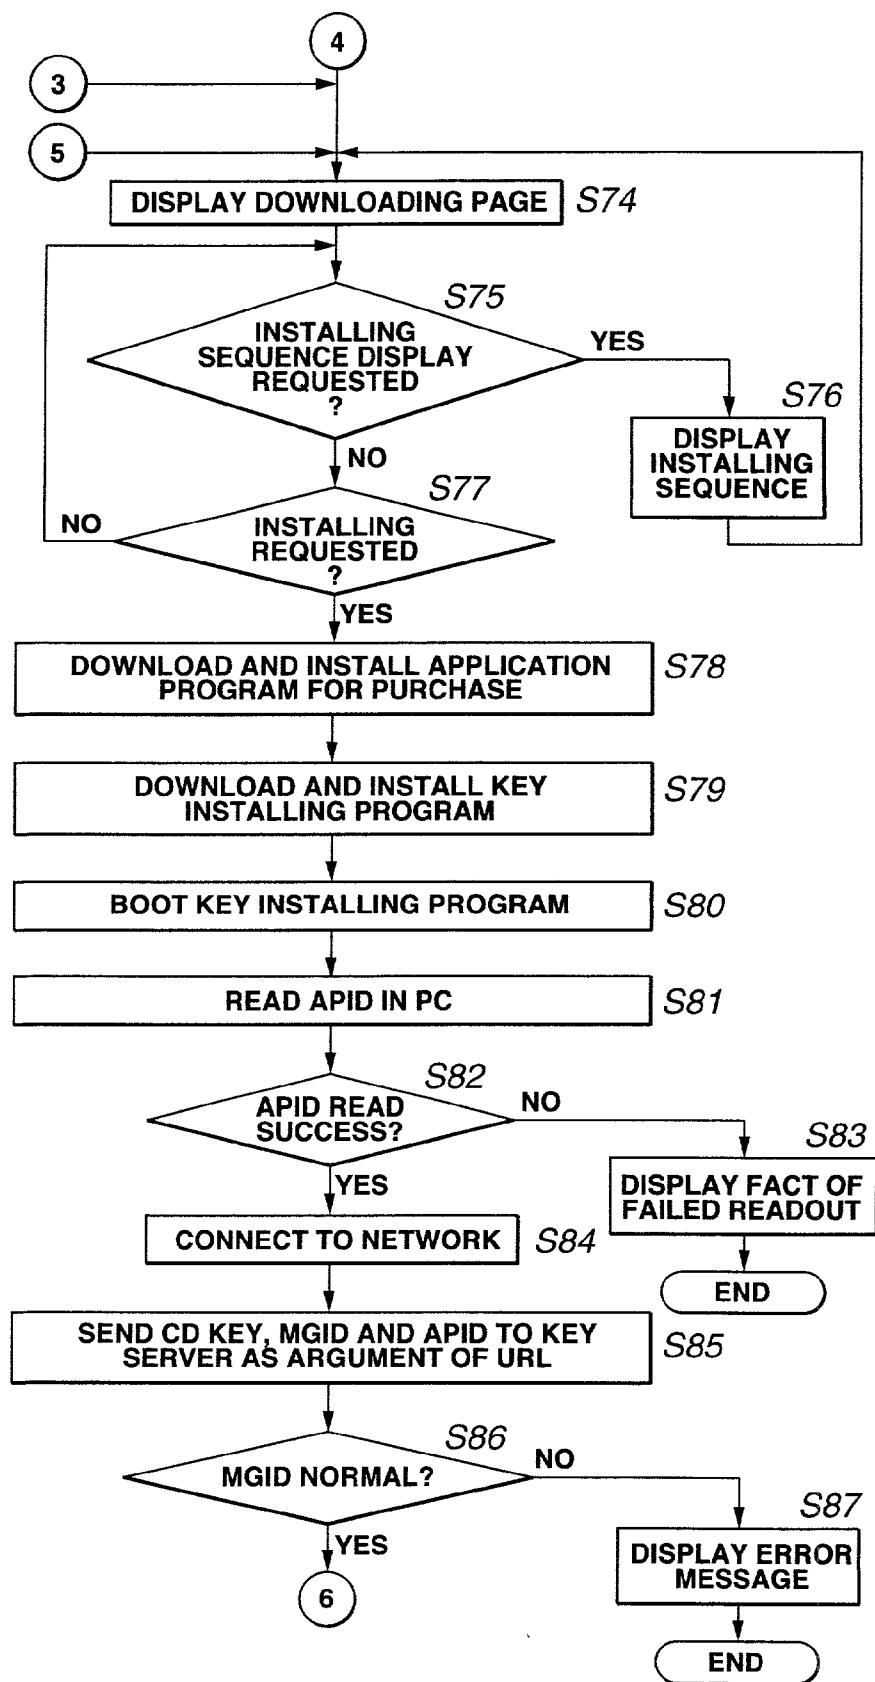 4
3
5
DISPLAY DOWNLOADING PAGE
S74
S75
INSTALLING
SEQUENCE DISPLAY
REQUESTED
?
YES
S76
DISPLAY
INSTALLING
SEQUENCE
NO
S77
NO
INSTALLING
REQUESTED
?
YES
DOWNLOAD AND INSTALL APPLICATION
PROGRAM FOR PURCHASE
S78
DOWNLOAD AND INSTALL KEY
INSTALLING PROGRAM
S79
BOOT KEY INSTALLING PROGRAM
S80
READ APID IN PC
S81
S82
APID READ
SUCCESS?
NO
S83
DISPLAY FACT OF
FAILED READOUT
END
YES
CONNECT TO NETWORK
S84
SEND CD KEY, MGID AND APID TO KEY
SERVER AS ARGUMENT OF URL
S85
S86
MGID NORMAL?
NO
S87
DISPLAY ERROR
MESSAGE
END
YES
6